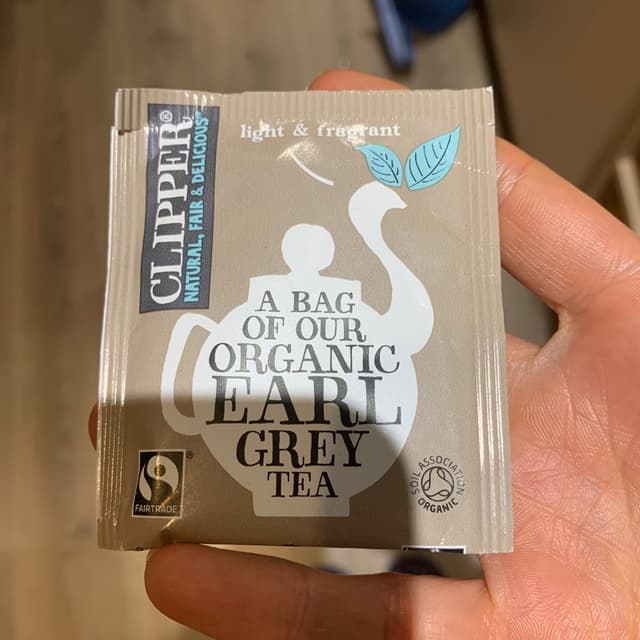 CLIPPER®
NATURAL, FAIR & DELICIOUS®
light & fragrant
A BAG
OF OUR
ORGANIC
EARL
GREY
TEA
FAIRTRADE
®
SOIL ASSOCIATION
ORGANIC